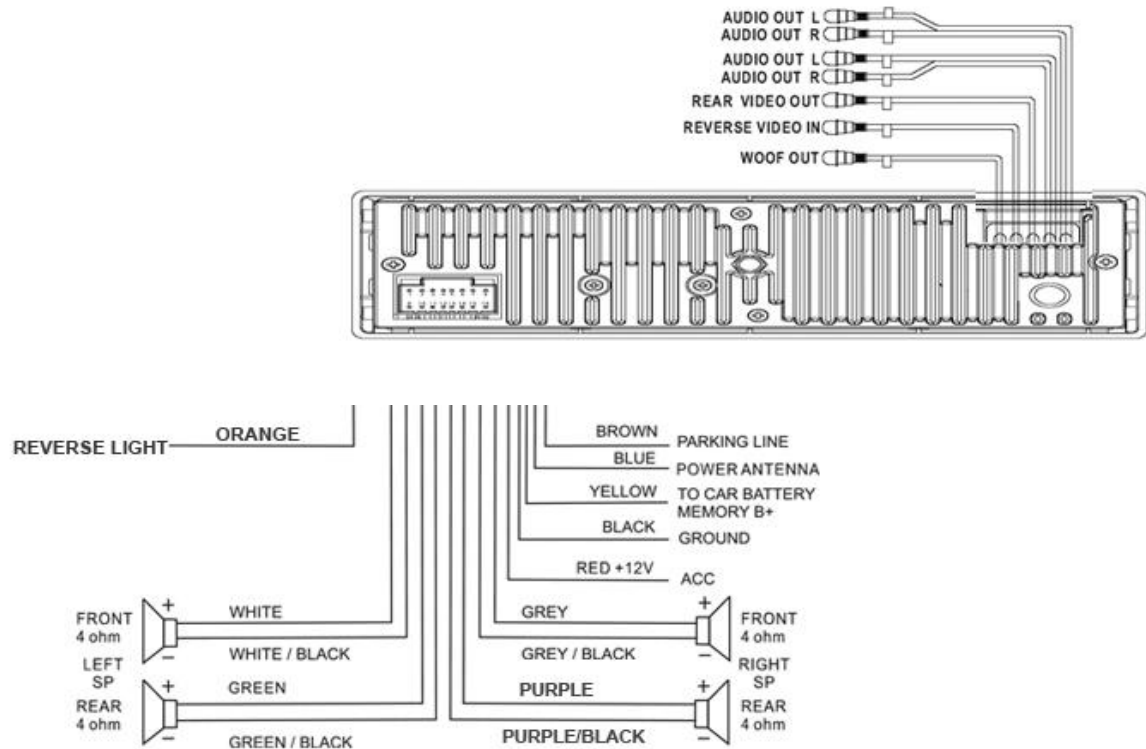 AUDIO OUT L
AUDIO OUT R
AUDIO OUT L
AUDIO OUT R
REAR VIDEO OUT
REVERSE VIDEO IN
WOOF OUT
REVERSE LIGHT
ORANGE
BROWN
PARKING LINE
BLUE
POWER ANTENNA
YELLOW
TO CAR BATTERY
MEMORY B+
BLACK
GROUND
RED +12V
ACC
FRONT
4 ohm
+
−
WHITE
WHITE / BLACK
GREY
GREY / BLACK
+
−
FRONT
4 ohm
LEFT
SP
RIGHT
SP
REAR
4 ohm
+
−
GREEN
GREEN / BLACK
PURPLE
PURPLE/BLACK
+
−
REAR
4 ohm